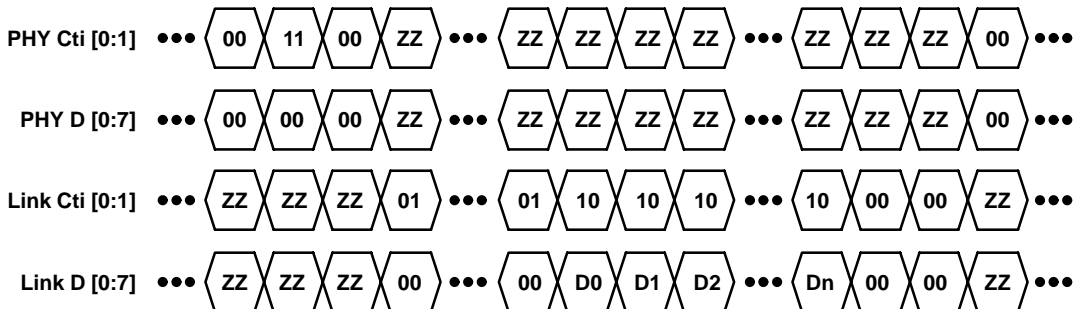 PHY Cti [0:1] ••• 00 11 00 ZZ ••• ZZ ZZ ZZ ZZ ••• ZZ ZZ ZZ 00 •••
PHY D [0:7] ••• 00 00 00 ZZ ••• ZZ ZZ ZZ ZZ ••• ZZ ZZ ZZ 00 •••
Link Cti [0:1] ••• ZZ ZZ ZZ 01 ••• 01 10 10 10 ••• 10 00 00 ZZ •••
Link D [0:7] ••• ZZ ZZ ZZ 00 ••• 00 D0 D1 D2 ••• Dn 00 00 ZZ •••